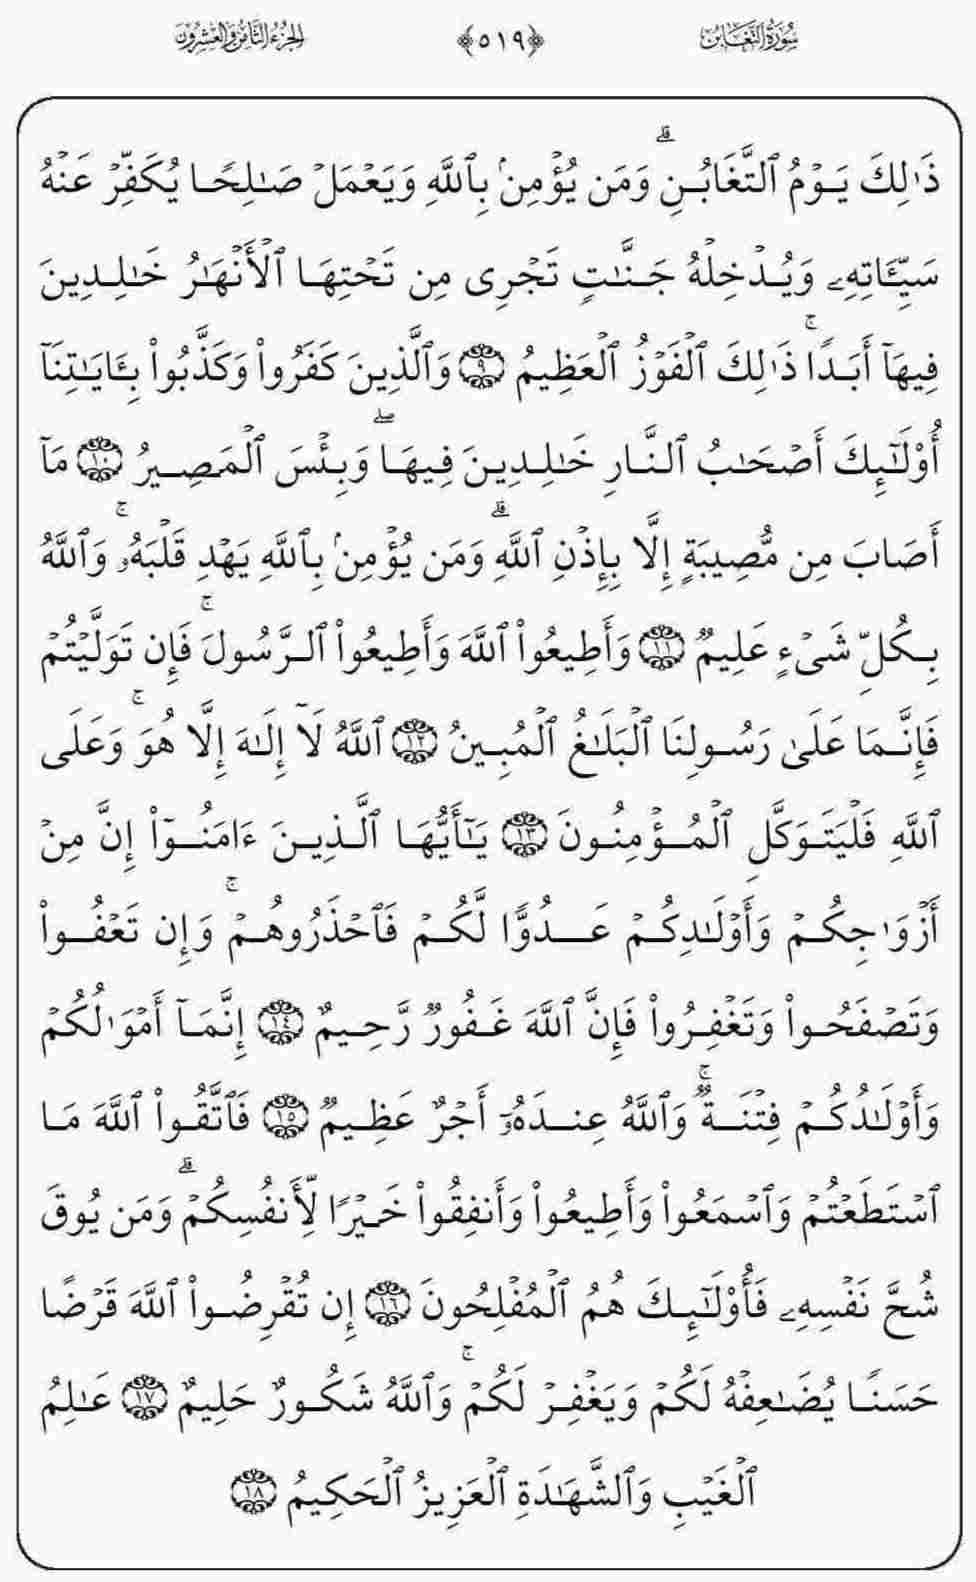 سُورَةُ التَّغَابُن ﴿٥١٩﴾ الجُزءُ الثَّامِنُ وَالعِشْرُونَ
ذَٰلِكَ يَوۡمُ ٱلتَّغَابُنِۗ وَمَن يُؤۡمِنۢ بِٱللَّهِ وَيَعۡمَلۡ صَٰلِحٗا يُكَفِّرۡ عَنۡهُ
سَيِّـَٔاتِهِۦ وَيُدۡخِلۡهُ جَنَّٰتٖ تَجۡرِي مِن تَحۡتِهَا ٱلۡأَنۡهَٰرُ خَٰلِدِينَ
فِيهَآ أَبَدٗاۚ ذَٰلِكَ ٱلۡفَوۡزُ ٱلۡعَظِيمُ ٩ وَٱلَّذِينَ كَفَرُواْ وَكَذَّبُواْ بِـَٔايَٰتِنَآ
أُوْلَٰٓئِكَ أَصۡحَٰبُ ٱلنَّارِ خَٰلِدِينَ فِيهَاۖ وَبِئۡسَ ٱلۡمَصِيرُ ١٠ مَآ
أَصَابَ مِن مُّصِيبَةٍ إِلَّا بِإِذۡنِ ٱللَّهِۗ وَمَن يُؤۡمِنۢ بِٱللَّهِ يَهۡدِ قَلۡبَهُۥۚ وَٱللَّهُ
بِكُلِّ شَيۡءٍ عَلِيمٞ ١١ وَأَطِيعُواْ ٱللَّهَ وَأَطِيعُواْ ٱلرَّسُولَۚ فَإِن تَوَلَّيۡتُمۡ
فَإِنَّمَا عَلَىٰ رَسُولِنَا ٱلۡبَلَٰغُ ٱلۡمُبِينُ ١٢ ٱللَّهُ لَآ إِلَٰهَ إِلَّا هُوَۚ وَعَلَى
ٱللَّهِ فَلۡيَتَوَكَّلِ ٱلۡمُؤۡمِنُونَ ١٣ يَٰٓأَيُّهَا ٱلَّذِينَ ءَامَنُوٓاْ إِنَّ مِنۡ
أَزۡوَٰجِكُمۡ وَأَوۡلَٰدِكُمۡ عَدُوّٗا لَّكُمۡ فَٱحۡذَرُوهُمۡۚ وَإِن تَعۡفُواْ
وَتَصۡفَحُواْ وَتَغۡفِرُواْ فَإِنَّ ٱللَّهَ غَفُورٞ رَّحِيمٌ ١٤ إِنَّمَآ أَمۡوَٰلُكُمۡ
وَأَوۡلَٰدُكُمۡ فِتۡنَةٞۚ وَٱللَّهُ عِندَهُۥٓ أَجۡرٌ عَظِيمٞ ١٥ فَٱتَّقُواْ ٱللَّهَ مَا
ٱسۡتَطَعۡتُمۡ وَٱسۡمَعُواْ وَأَطِيعُواْ وَأَنفِقُواْ خَيۡرٗا لِّأَنفُسِكُمۡۗ وَمَن يُوقَ
شُحَّ نَفۡسِهِۦ فَأُوْلَٰٓئِكَ هُمُ ٱلۡمُفۡلِحُونَ ١٦ إِن تُقۡرِضُواْ ٱللَّهَ قَرۡضًا
حَسَنٗا يُضَٰعِفۡهُ لَكُمۡ وَيَغۡفِرۡ لَكُمۡۚ وَٱللَّهُ شَكُورٌ حَلِيمٌ ١٧ عَٰلِمُ
ٱلۡغَيۡبِ وَٱلشَّهَٰدَةِ ٱلۡعَزِيزُ ٱلۡحَكِيمُ ١٨